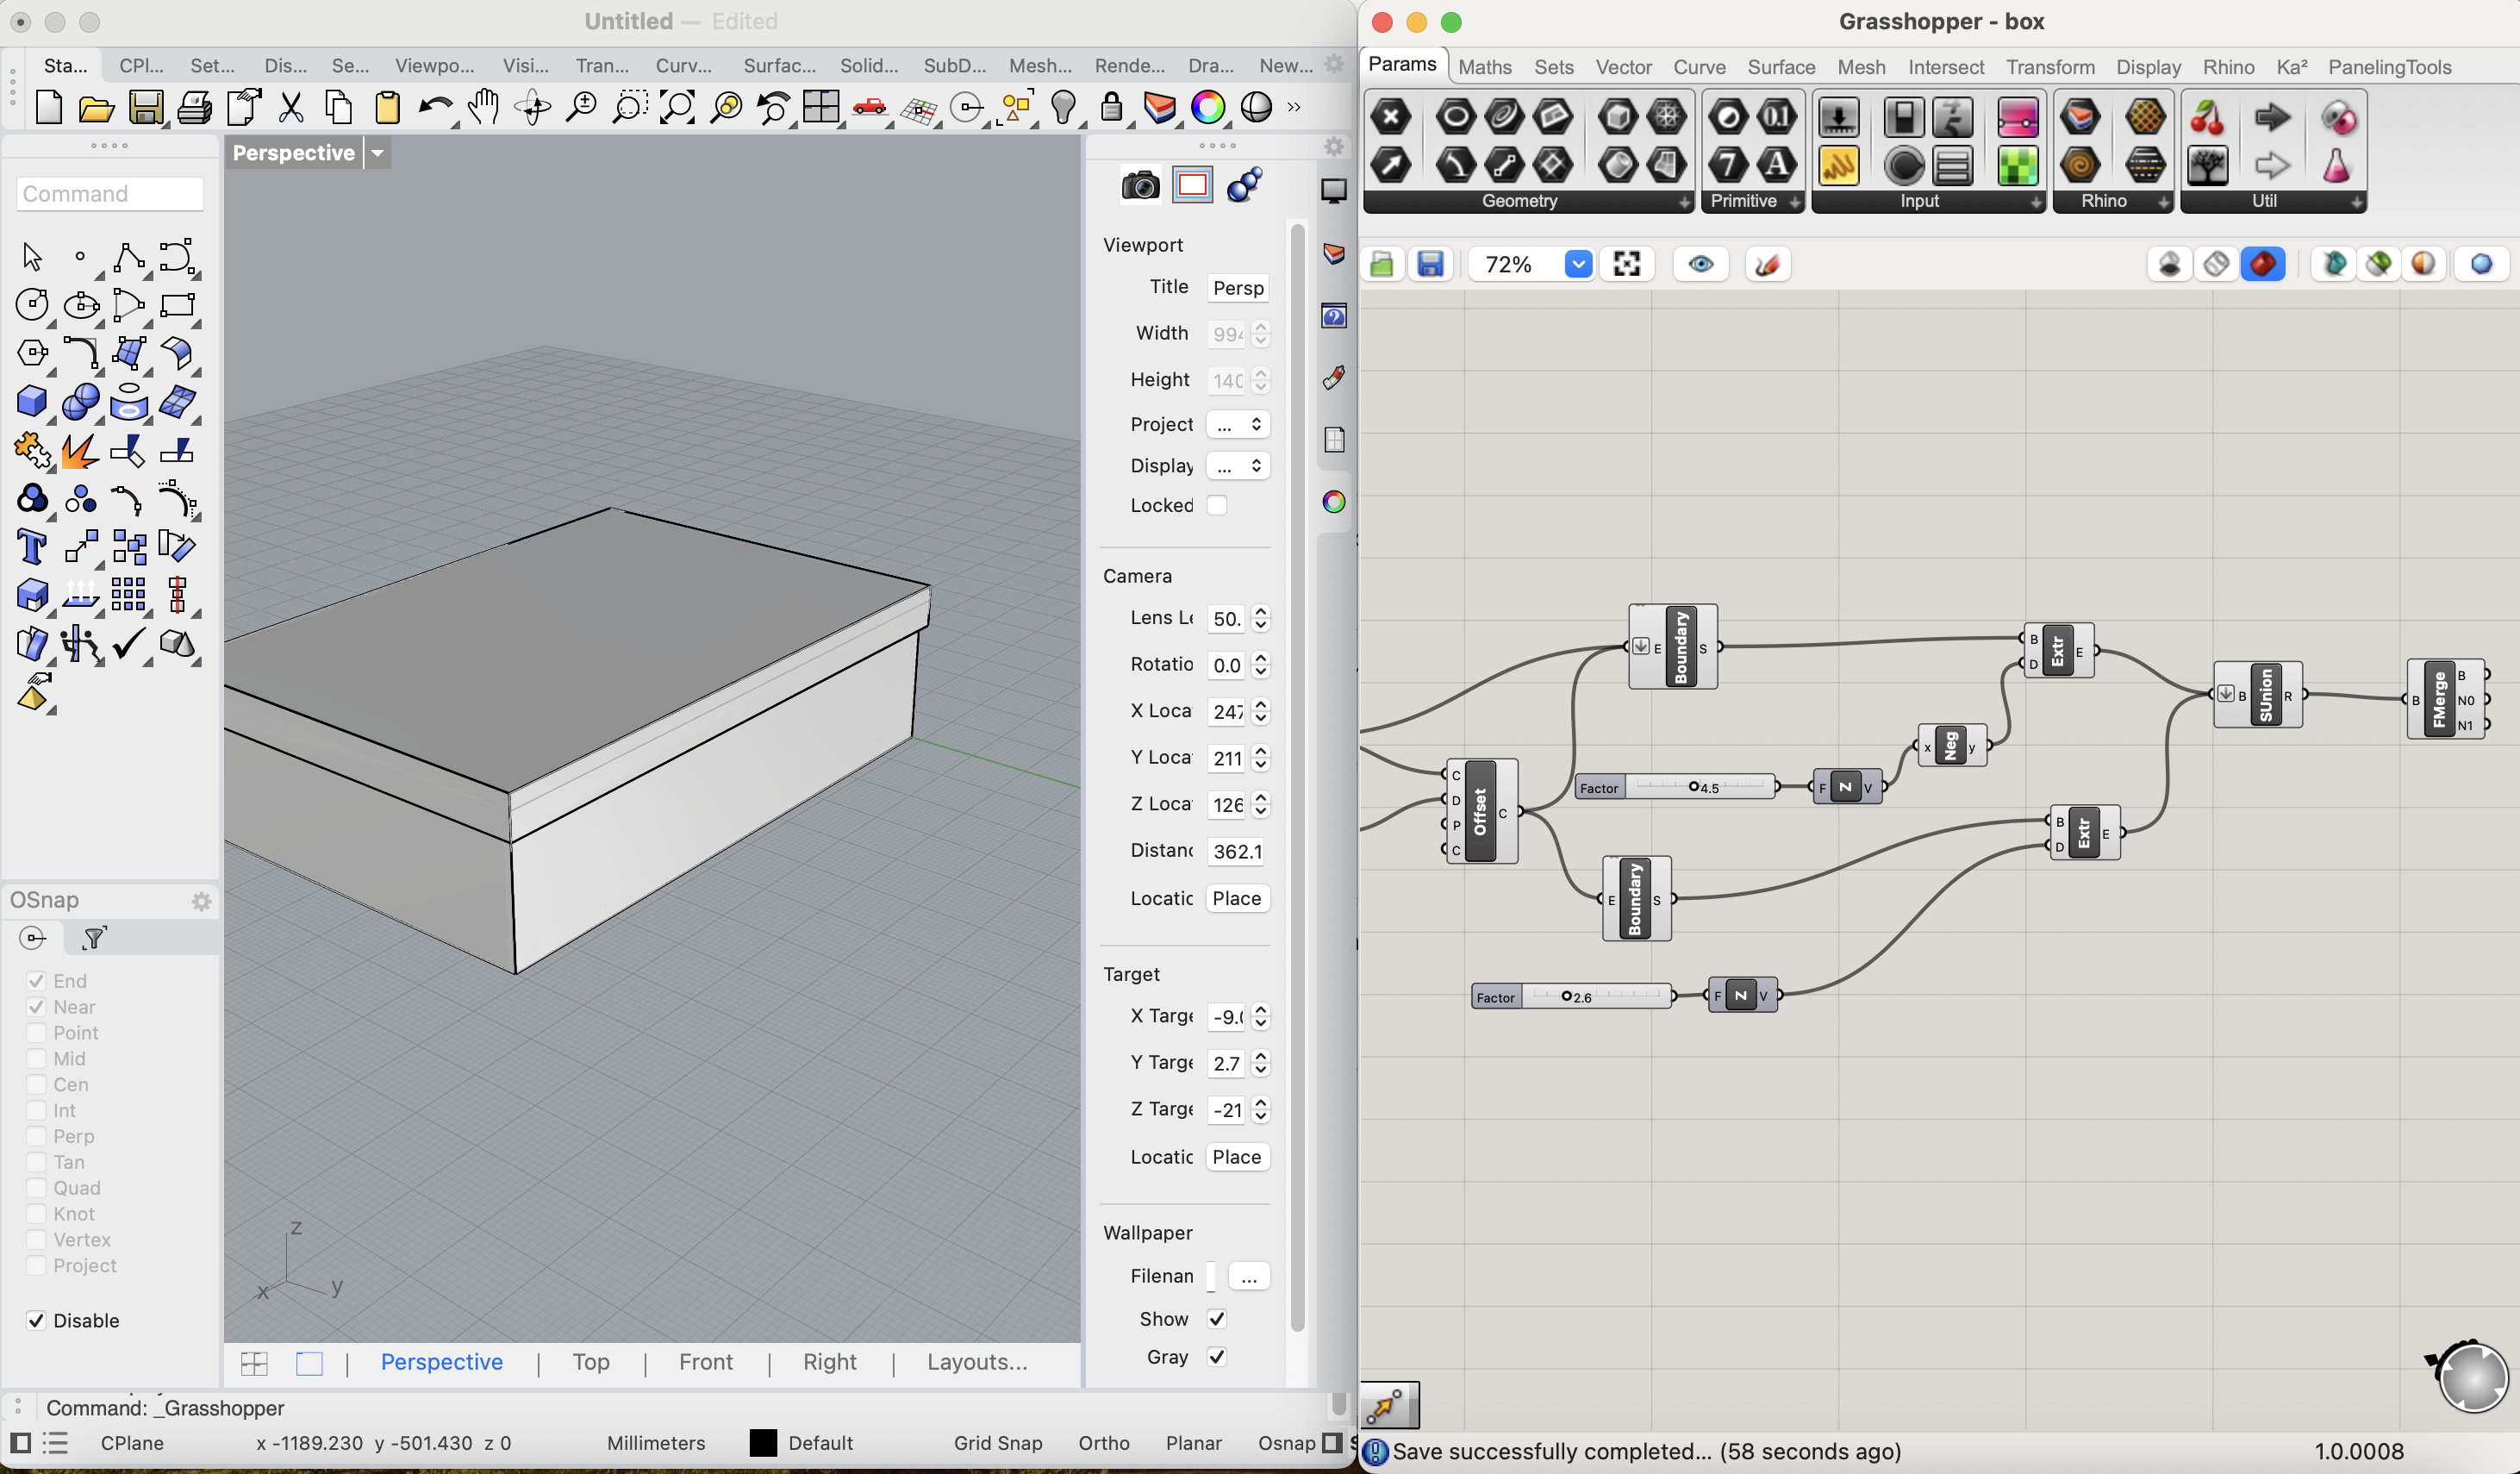 Untitled — Edited
Sta... CPl... Set... Dis... Se... Viewpo... Visi... Tran... Curv... Surfac... Solid... SubD... Mesh... Rende... Dra... New...
Perspective
Command
Viewport
Title Persp
Width 994
Height 140
Project ...
Display ...
Locked
Camera
Lens Le 50.
Rotatio 0.0
X Loca 247
Y Loca 211
Z Loca 126
Distanc 362.1
Locatic Place
Target
X Targe -9.0
Y Targe 2.7
Z Targe -21
Locatic Place
Wallpaper
Filenan ...
Show
Gray
OSnap
End
Near
Point
Mid
Cen
Int
Perp
Tan
Quad
Knot
Vertex
Project
Disable
z
x y
Perspective | Top | Front | Right | Layouts...
Command: _Grasshopper
CPlane x -1189.230 y -501.430 z 0 Millimeters Default Grid Snap Ortho Planar Osnap
Grasshopper - box
Params Maths Sets Vector Curve Surface Mesh Intersect Transform Display Rhino Ka² PanelingTools
Geometry Primitive Input Rhino Util
72%
E Boundary S
B D Extr E
B SUnion R
B FMerge B N0 N1
x Neg y
C D P C Offset C
Factor 4.5
F Z V
B D Extr E
E Boundary S
Factor 2.6
F Z V
Save successfully completed... (58 seconds ago)
1.0.0008